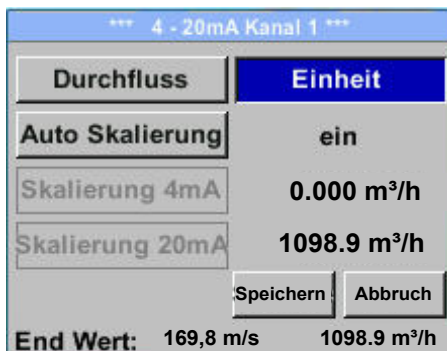 *** 4 - 20mA Kanal 1 ***
Durchfluss Einheit
Auto Skalierung ein
Skalierung 4mA 0.000 m³/h
Skalierung 20mA 1098.9 m³/h
Speichern Abbruch
End Wert: 169,8 m/s 1098.9 m³/h